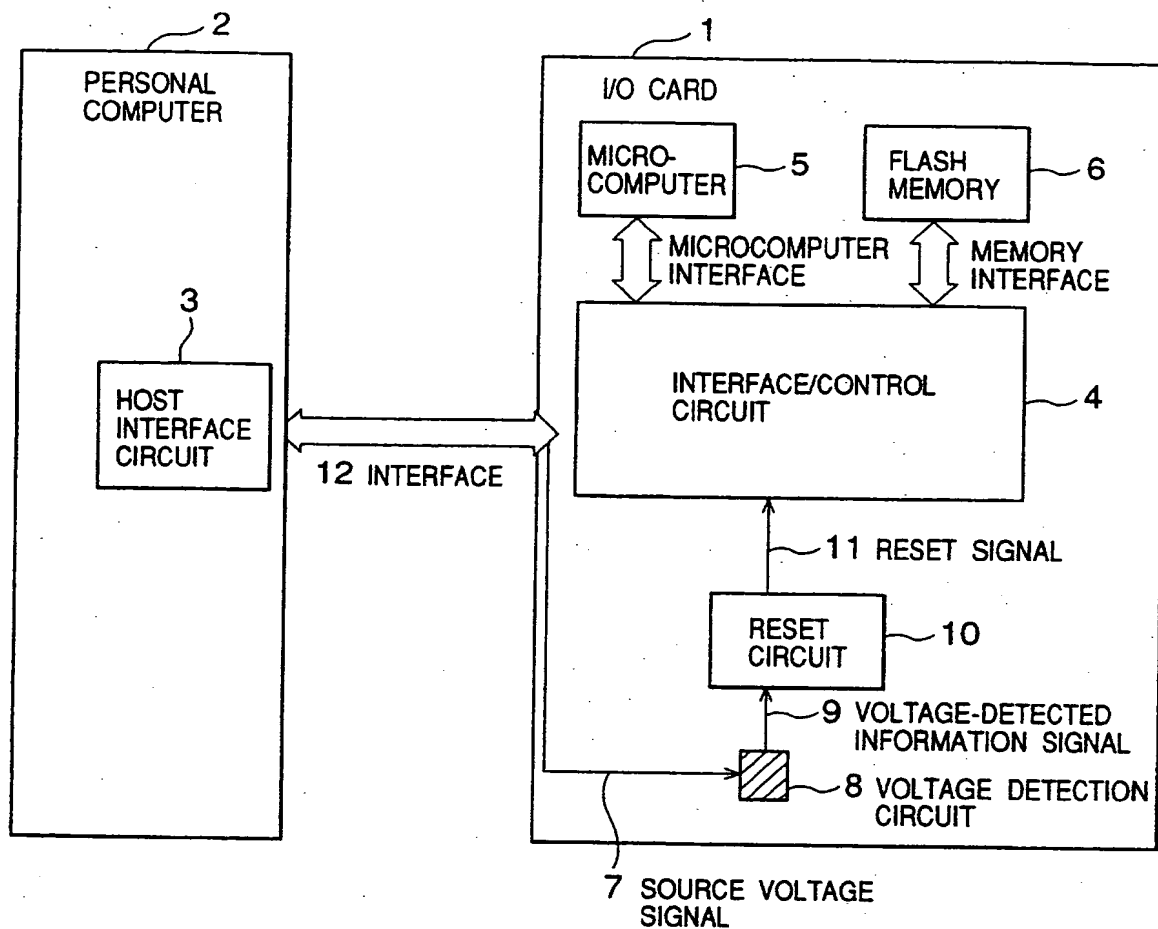 2
PERSONAL
COMPUTER
3
HOST
INTERFACE
CIRCUIT
12 INTERFACE
1
I/O CARD
MICRO-
COMPUTER
5
FLASH
MEMORY
6
MICROCOMPUTER
INTERFACE
MEMORY
INTERFACE
INTERFACE/CONTROL
CIRCUIT
4
11 RESET SIGNAL
RESET
CIRCUIT
10
9 VOLTAGE-DETECTED
INFORMATION SIGNAL
8 VOLTAGE DETECTION
CIRCUIT
7 SOURCE VOLTAGE
SIGNAL